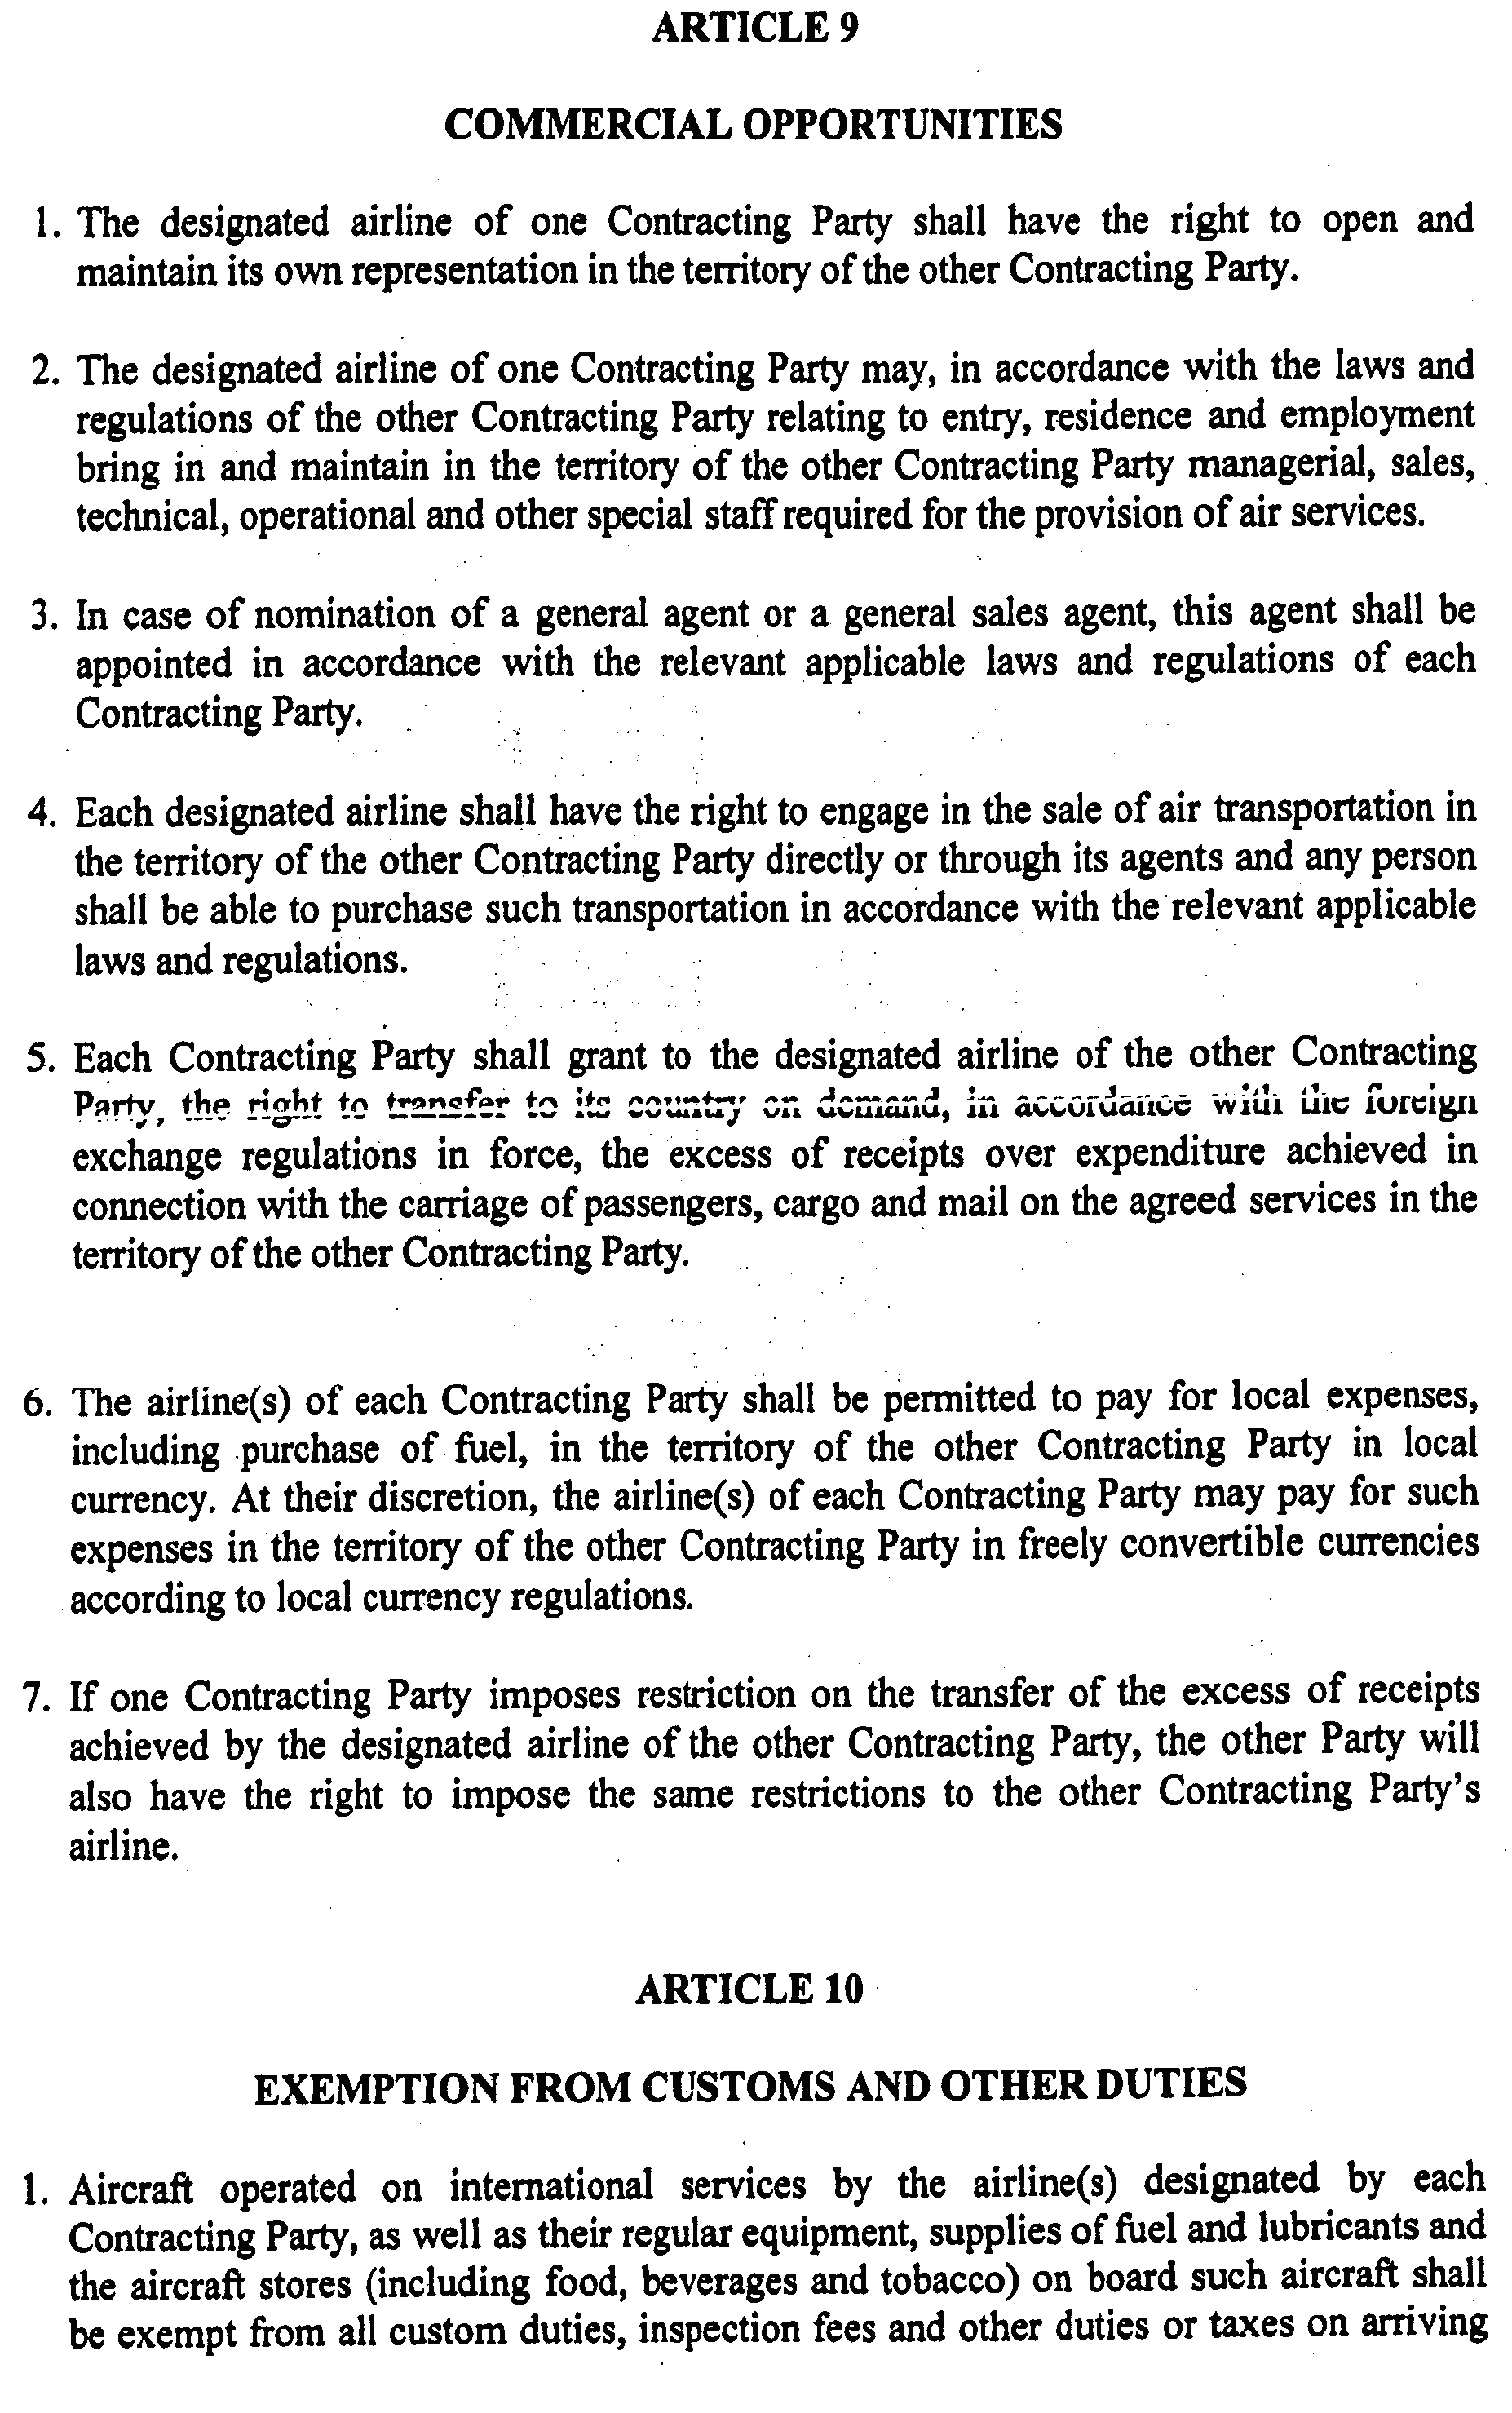 ARTICLE 9
COMMERCIAL OPPORTUNITIES
1. The designated airline of one Contracting Party shall have the right to open and
maintain its own representation in the territory of the other Contracting Party.
2. The designated airline of one Contracting Party may, in accordance with the laws and
regulations of the other Contracting Party relating to entry, residence and employment
bring in and maintain in the territory of the other Contracting Party managerial, sales,
technical, operational and other special staff required for the provision of air services.
3. In case of nomination of a general agent or a general sales agent, this agent shall be
appointed in accordance with the relevant applicable laws and regulations of each
Contracting Party.
4. Each designated airline shall have the right to engage in the sale of air transportation in
the territory of the other Contracting Party directly or through its agents and any person
shall be able to purchase such transportation in accordance with the relevant applicable
laws and regulations.
5. Each Contracting Party shall grant to the designated airline of the other Contracting
Party, the right to transfer to its country on demand, in accordance with the foreign
exchange regulations in force, the excess of receipts over expenditure achieved in
connection with the carriage of passengers, cargo and mail on the agreed services in the
territory of the other Contracting Party.
6. The airline(s) of each Contracting Party shall be permitted to pay for local expenses,
including purchase of fuel, in the territory of the other Contracting Party in local
currency. At their discretion, the airline(s) of each Contracting Party may pay for such
expenses in the territory of the other Contracting Party in freely convertible currencies
according to local currency regulations.
7. If one Contracting Party imposes restriction on the transfer of the excess of receipts
achieved by the designated airline of the other Contracting Party, the other Party will
also have the right to impose the same restrictions to the other Contracting Party's
airline.
ARTICLE 10
EXEMPTION FROM CUSTOMS AND OTHER DUTIES
1. Aircraft operated on international services by the airline(s) designated by each
Contracting Party, as well as their regular equipment, supplies of fuel and lubricants and
the aircraft stores (including food, beverages and tobacco) on board such aircraft shall
be exempt from all custom duties, inspection fees and other duties or taxes on arriving